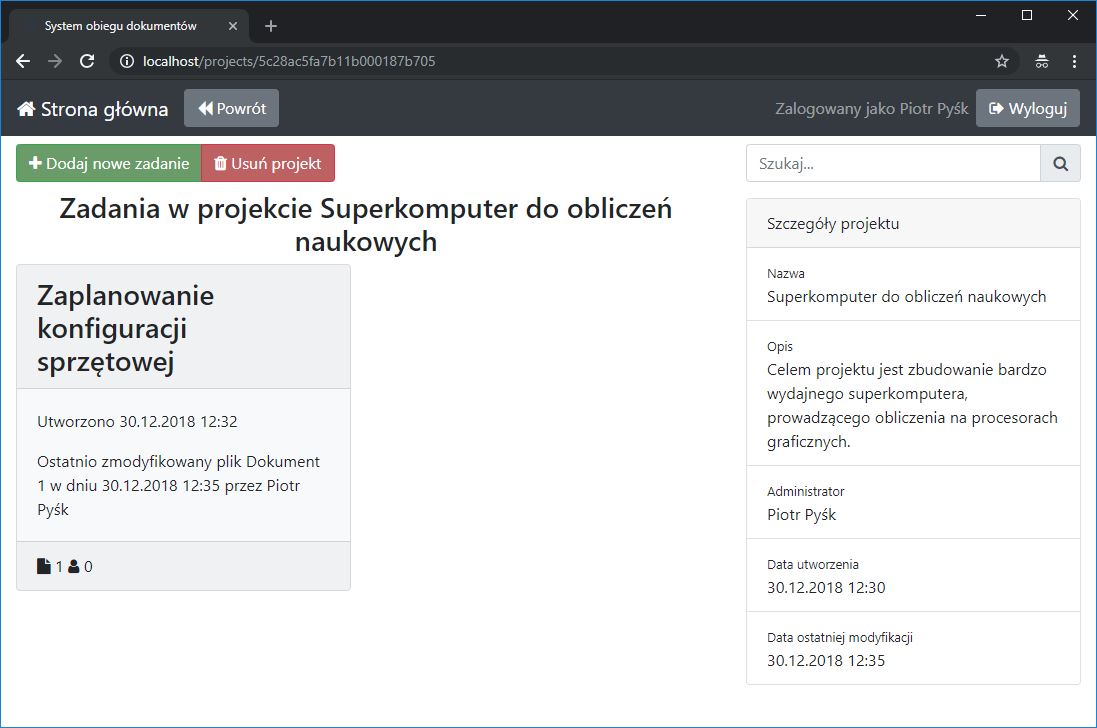 System obiegu dokumentów
localhost/projects/5c28ac5fa7b11b000187b705
Strona główna
Powrót
Zalogowany jako Piotr Pyśk
Wyloguj
Dodaj nowe zadanie
Usuń projekt
Zadania w projekcie Superkomputer do obliczeń
naukowych
Zaplanowanie
konfiguracji
sprzętowej
Utworzono 30.12.2018 12:32
Ostatnio zmodyfikowany plik Dokument
1 w dniu 30.12.2018 12:35 przez Piotr
Pyśk
1 0
Szukaj...
Szczegóły projektu
Nazwa
Superkomputer do obliczeń naukowych
Opis
Celem projektu jest zbudowanie bardzo
wydajnego superkomputera,
prowadzącego obliczenia na procesorach
graficznych.
Administrator
Piotr Pyśk
Data utworzenia
30.12.2018 12:30
Data ostatniej modyfikacji
30.12.2018 12:35